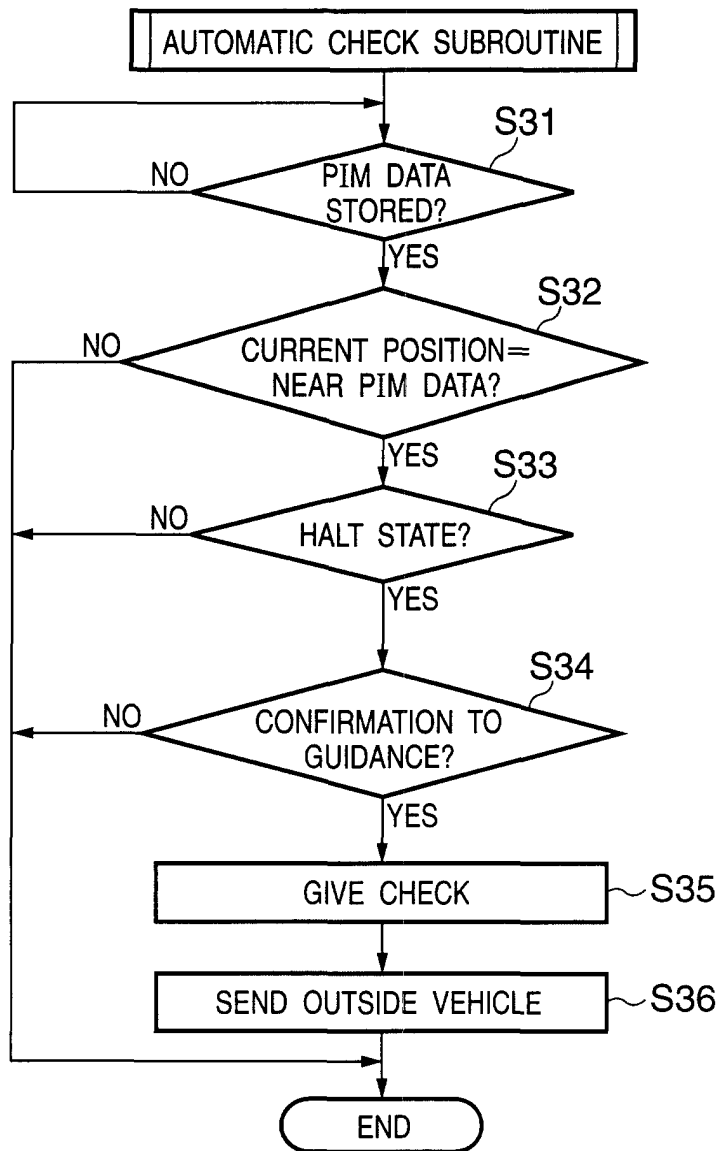 AUTOMATIC CHECK SUBROUTINE
S31
NO
PIM DATA
STORED?
YES
S32
NO
CURRENT POSITION=
NEAR PIM DATA?
YES
S33
NO
HALT STATE?
YES
S34
NO
CONFIRMATION TO
GUIDANCE?
YES
GIVE CHECK
S35
SEND OUTSIDE VEHICLE
S36
END